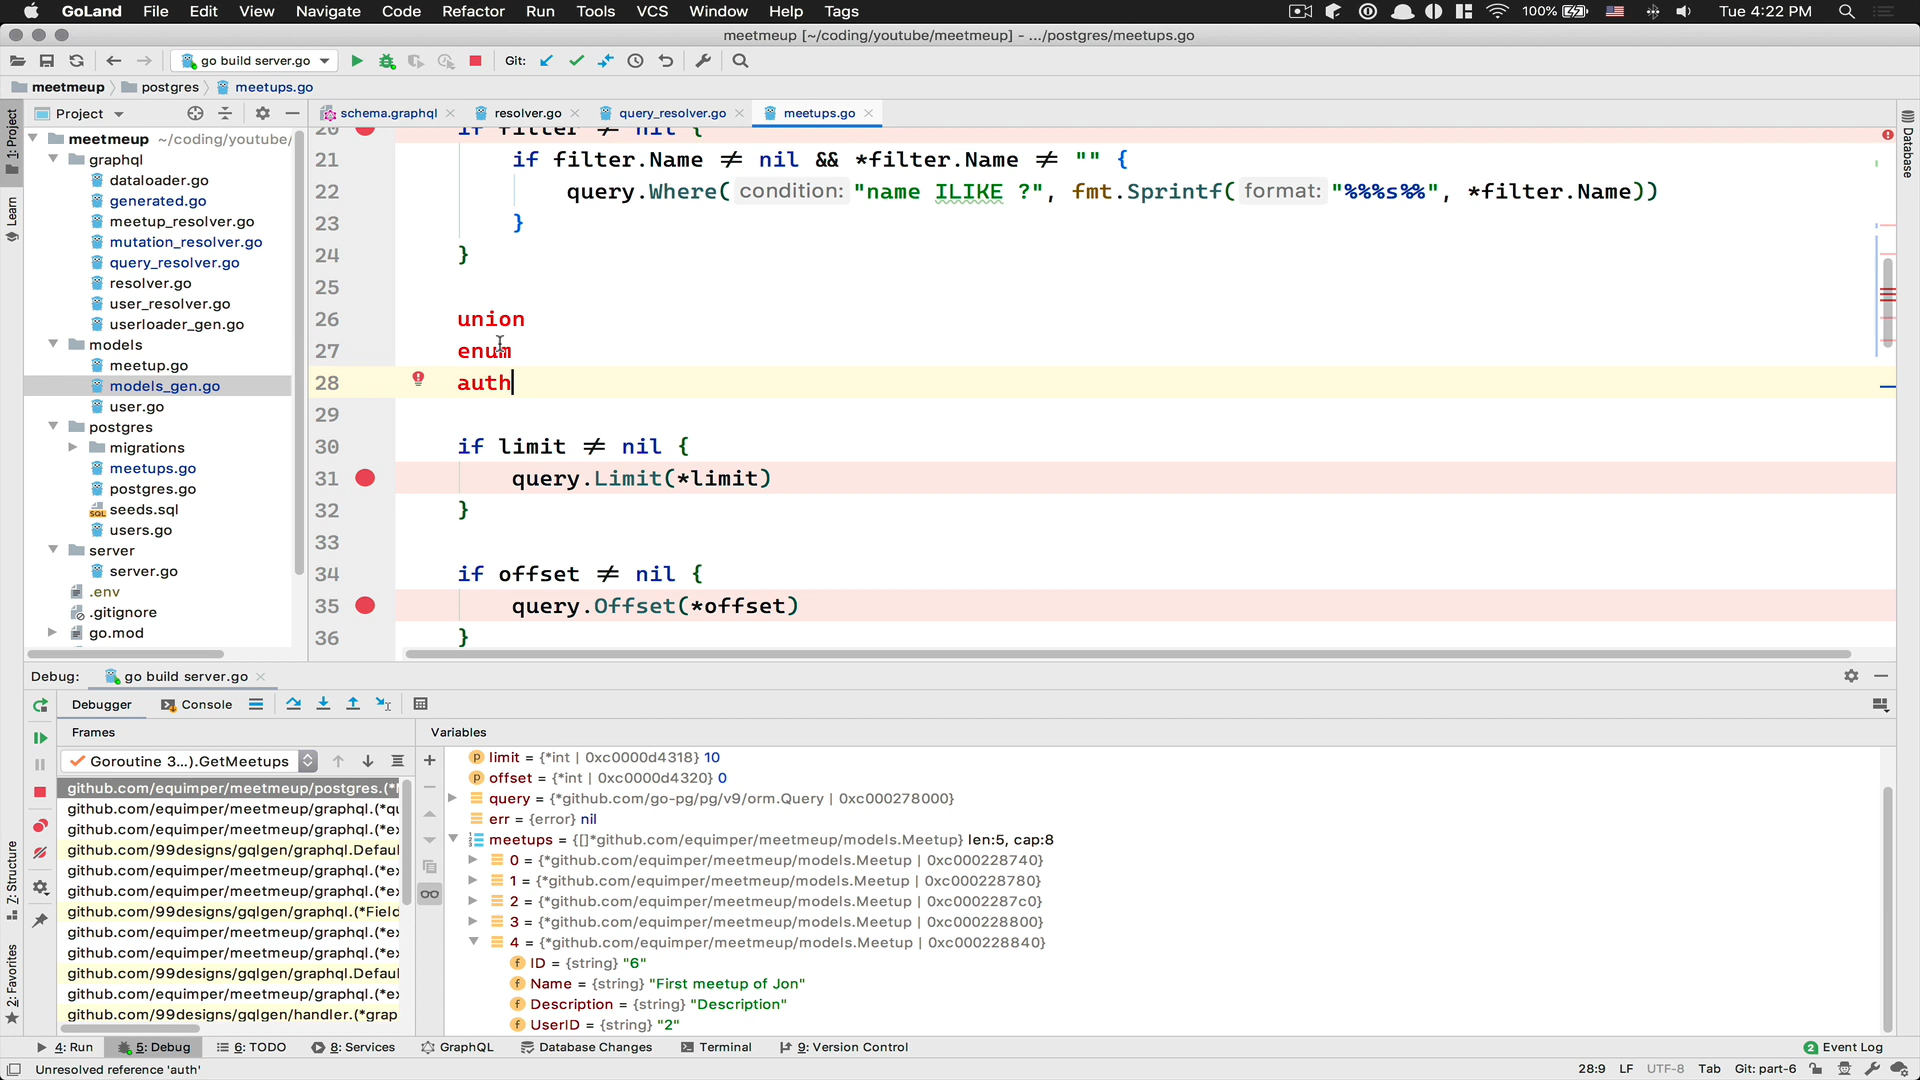 GoLand File Edit View Navigate Code Refactor Run Tools VCS Window Help Tags 100% Tue 4:22 PM
meetmeup [~/coding/youtube/meetmeup] - .../postgres/meetups.go
go build server.go Git:
meetmeup postgres meetups.go
Project schema.graphql resolver.go query_resolver.go meetups.go
1: Project
Learn
7: Structure
2: Favorites
Database
meetmeup ~/coding/youtube/
graphql
dataloader.go
generated.go
meetup_resolver.go
mutation_resolver.go
query_resolver.go
resolver.go
user_resolver.go
userloader_gen.go
models
meetup.go
models_gen.go
user.go
postgres
migrations
meetups.go
postgres.go
seeds.sql
users.go
server
server.go
.env
.gitignore
go.mod
20 if filter ≠ nil {
21 if filter.Name ≠ nil && *filter.Name ≠ "" {
22 query.Where( condition: "name ILIKE ?", fmt.Sprintf( format: "%%%s%%", *filter.Name))
23 }
24 }
25
26 union
27 enum
28 auth
29
30 if limit ≠ nil {
31 query.Limit(*limit)
32 }
33
34 if offset ≠ nil {
35 query.Offset(*offset)
36 }
Debug: go build server.go
Debugger Console
Frames
Goroutine 3...).GetMeetups
github.com/equimper/meetmeup/postgres.(*
github.com/equimper/meetmeup/graphql.(*qu
github.com/equimper/meetmeup/graphql.(*ex
github.com/99designs/gqlgen/graphql.Defaul
github.com/equimper/meetmeup/graphql.(*ex
github.com/equimper/meetmeup/graphql.(*ex
github.com/99designs/gqlgen/graphql.(*Field
github.com/equimper/meetmeup/graphql.(*ex
github.com/equimper/meetmeup/graphql.(*ex
github.com/99designs/gqlgen/graphql.Defaul
github.com/equimper/meetmeup/graphql.(*ex
github.com/99designs/gqlgen/handler.(*grap
Variables
limit = {*int | 0xc0000d4318} 10
offset = {*int | 0xc0000d4320} 0
query = {*github.com/go-pg/pg/v9/orm.Query | 0xc000278000}
err = {error} nil
meetups = {[]*github.com/equimper/meetmeup/models.Meetup} len:5, cap:8
0 = {*github.com/equimper/meetmeup/models.Meetup | 0xc000228740}
1 = {*github.com/equimper/meetmeup/models.Meetup | 0xc000228780}
2 = {*github.com/equimper/meetmeup/models.Meetup | 0xc0002287c0}
3 = {*github.com/equimper/meetmeup/models.Meetup | 0xc000228800}
4 = {*github.com/equimper/meetmeup/models.Meetup | 0xc000228840}
ID = {string} "6"
Name = {string} "First meetup of Jon"
Description = {string} "Description"
UserID = {string} "2"
4: Run 5: Debug 6: TODO 8: Services GraphQL Database Changes Terminal 9: Version Control 2 Event Log
Unresolved reference 'auth' 28:9 LF UTF-8 Tab Git: part-6